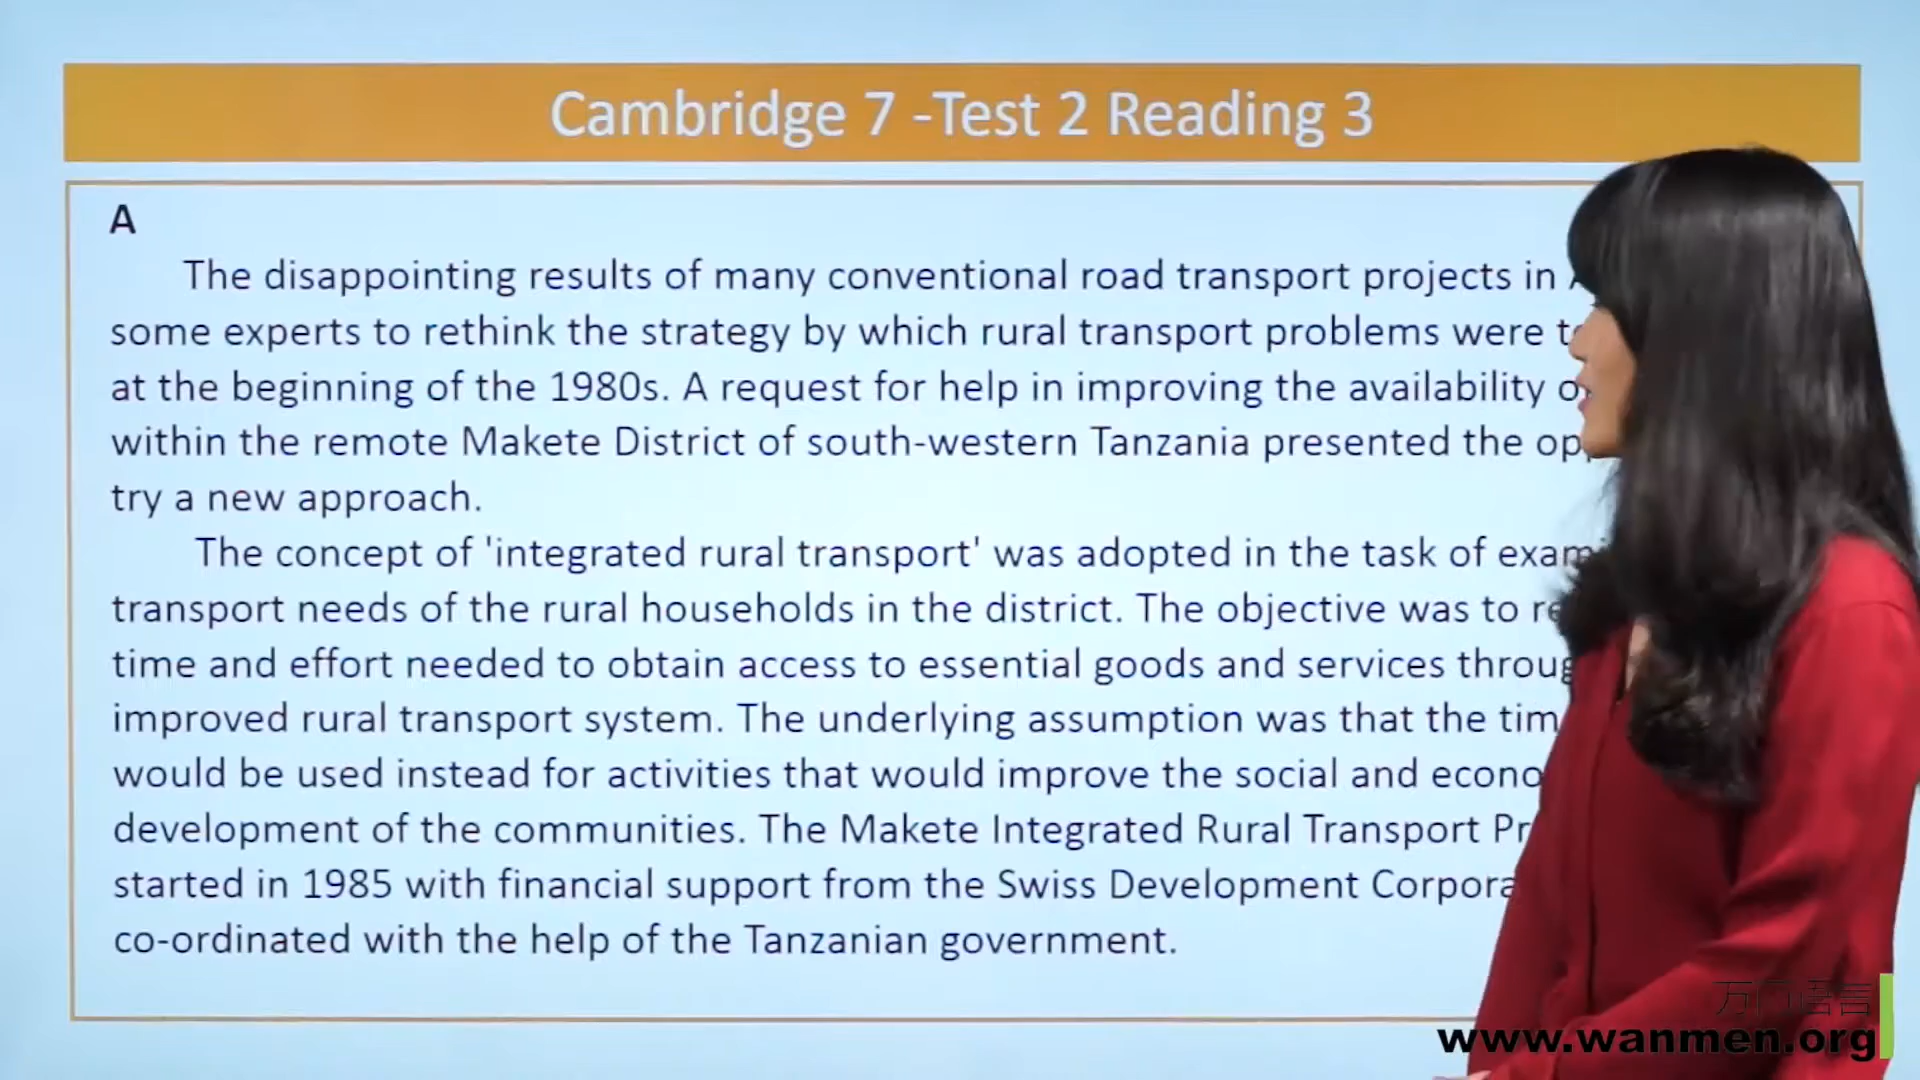 Cambridge 7 -Test 2 Reading 3
A
The disappointing results of many conventional road transport projects in
some experts to rethink the strategy by which rural transport problems were
at the beginning of the 1980s. A request for help in improving the availability
within the remote Makete District of south-western Tanzania presented the
try a new approach.
The concept of 'integrated rural transport' was adopted in the task of
transport needs of the rural households in the district. The objective was to
time and effort needed to obtain access to essential goods and services
improved rural transport system. The underlying assumption was that the
would be used instead for activities that would improve the social and
development of the communities. The Makete Integrated Rural Transport
started in 1985 with financial support from the Swiss Development
co-ordinated with the help of the Tanzanian government.
万门语言
www.wanmen.org